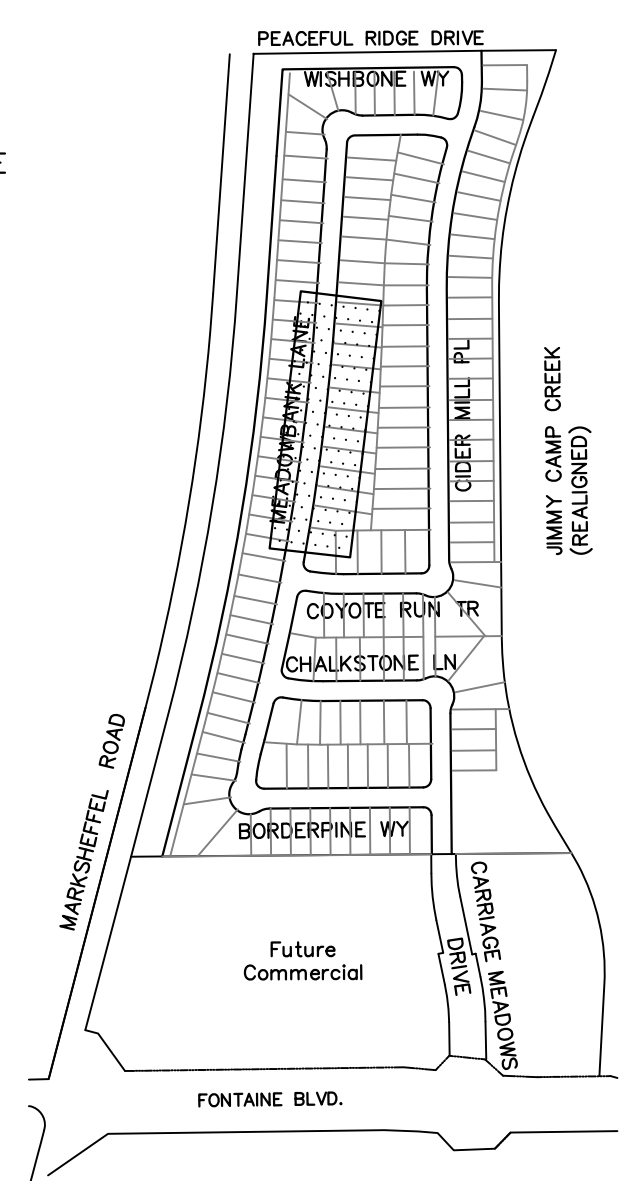 PEACEFUL RIDGE DRIVE
WISHBONE WY
MEADOWBANK LANE
CIDER MILL PL
JIMMY CAMP CREEK
(REALIGNED)
COYOTE RUN TR
CHALKSTONE LN
MARKSHEFFEL ROAD
BORDERPINE WY
CARRIAGE MEADOWS
DRIVE
Future
Commercial
FONTAINE BLVD.